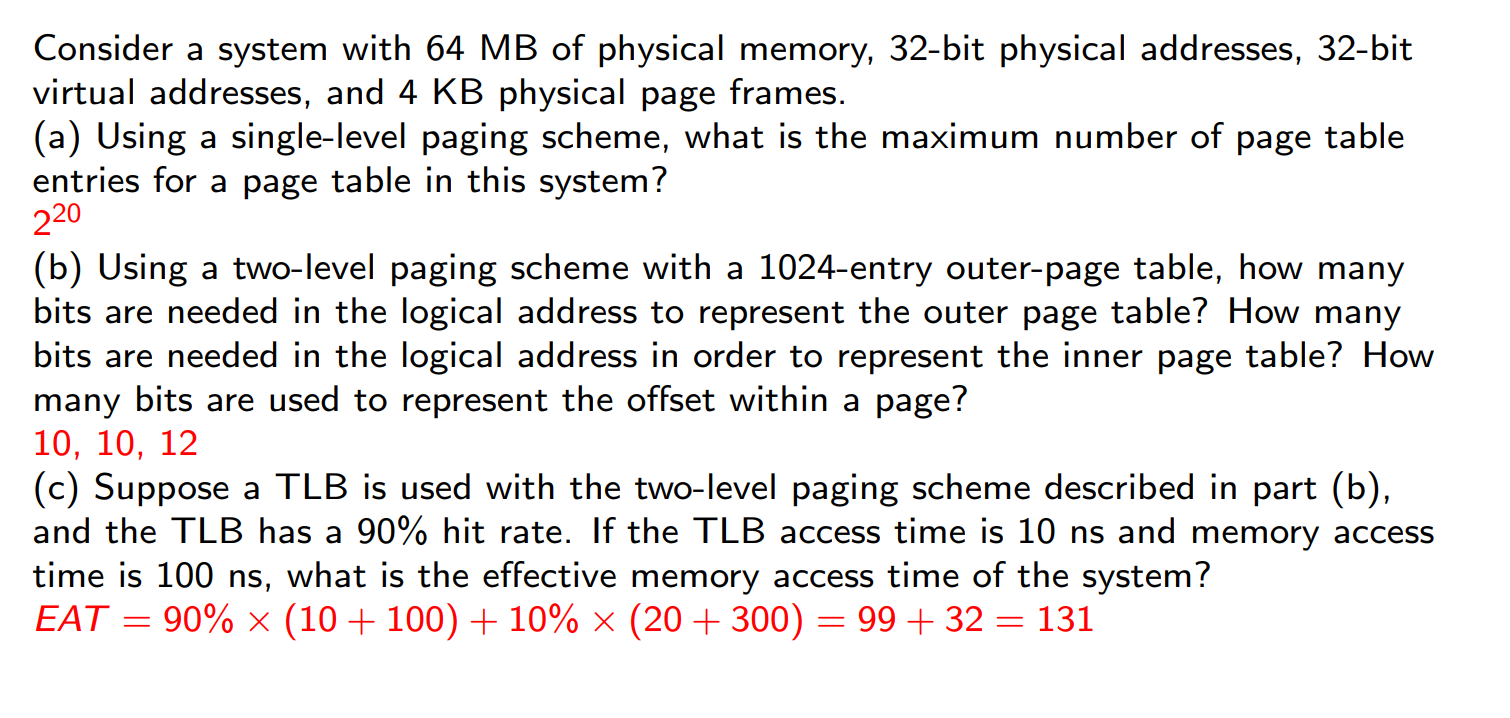 Consider a system with 64 MB of physical memory, 32-bit physical addresses, 32-bit
virtual addresses, and 4 KB physical page frames.
(a) Using a single-level paging scheme, what is the maximum number of page table
entries for a page table in this system?
2²⁰
(b) Using a two-level paging scheme with a 1024-entry outer-page table, how many
bits are needed in the logical address to represent the outer page table? How many
bits are needed in the logical address in order to represent the inner page table? How
many bits are used to represent the offset within a page?
10, 10, 12
(c) Suppose a TLB is used with the two-level paging scheme described in part (b),
and the TLB has a 90% hit rate. If the TLB access time is 10 ns and memory access
time is 100 ns, what is the effective memory access time of the system?
EAT = 90% × (10 + 100) + 10% × (20 + 300) = 99 + 32 = 131